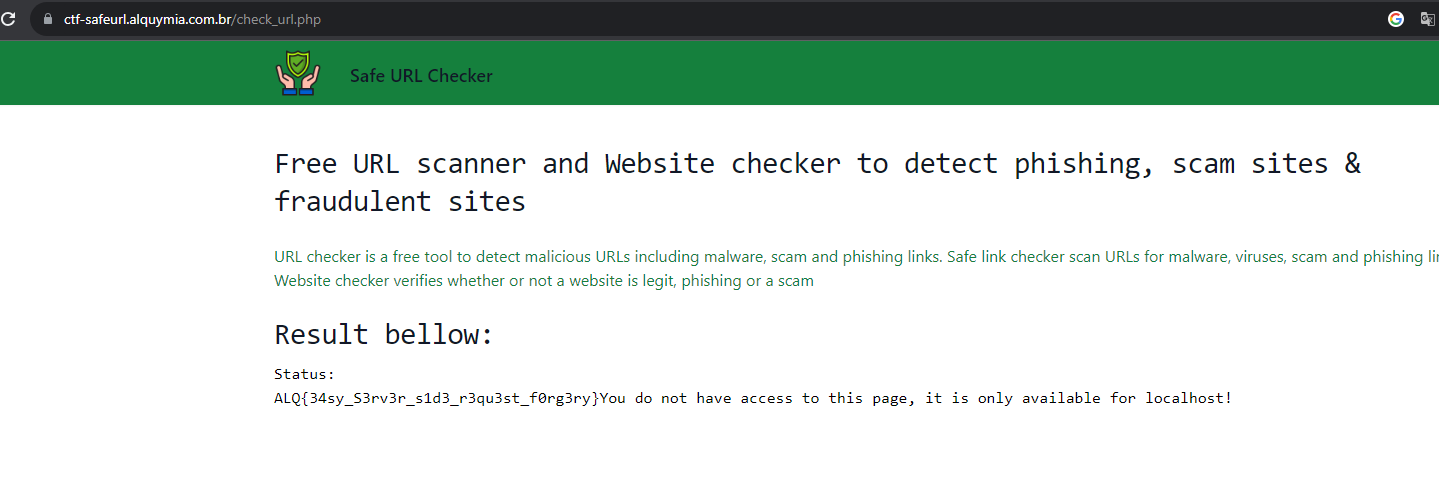 ctf-safeurl.alquymia.com.br/check_url.php
Safe URL Checker
Free URL scanner and Website checker to detect phishing, scam sites &
fraudulent sites
URL checker is a free tool to detect malicious URLs including malware, scam and phishing links. Safe link checker scan URLs for malware, viruses, scam and phishing
Website checker verifies whether or not a website is legit, phishing or a scam
Result bellow:
Status:
ALQ{34sy_S3rv3r_s1d3_r3qu3st_f0rg3ry}You do not have access to this page, it is only available for localhost!